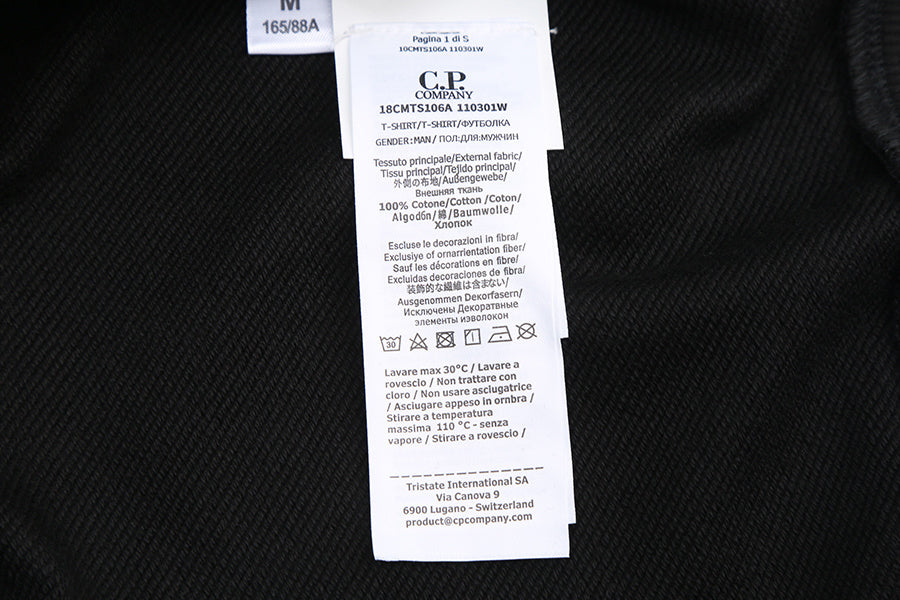 M
165/88A
Pagina 1 di S
10CMTS106A 110301W
C.P.
COMPANY
18CMTS106A 110301W
T-SHIRT/T-SHIRT/ФУТБОЛКА
GENDER:MAN/ ПОЛ:ДЛЯ:МУЖЧИН
Tessuto principale/External fabric/
Tissu principal/Tejido principal/
外側の布地/Außengewebe/
Внешняя ткань
100% Cotone/Cotton /Coton/
Algodбn/綿/Baumwolle/
Хлопок
Escluse le decorazioni in fibra/
Exclusive of ornarrientation fiber/
Sauf les décorations en fibre/
Excluidas decoraciones de fibra/
装飾的な繊維は含まない/
Ausgenommen Dekorfasern/
Исключены Декоратвные
элементы изволокон
30
Lavare max 30°C / Lavare a
rovescio / Non trattare con
cloro / Non usare asclugatrice
/ Asciugare appeso in ornbra /
Stirare a temperatura
massima 110 °C - senza
vapore / Stirare a rovescio /
Tristate International SA
Via Canova 9
6900 Lugano - Switzerland
product@cpcompany.com